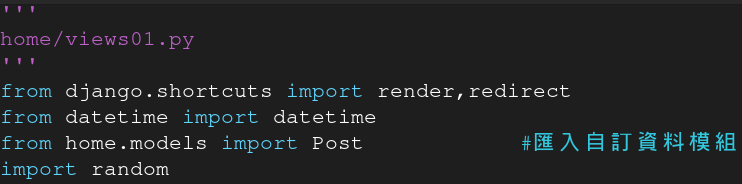 '''
home/views01.py
'''
from django.shortcuts import render,redirect
from datetime import datetime
from home.models import Post #匯入自訂資料模組
import random